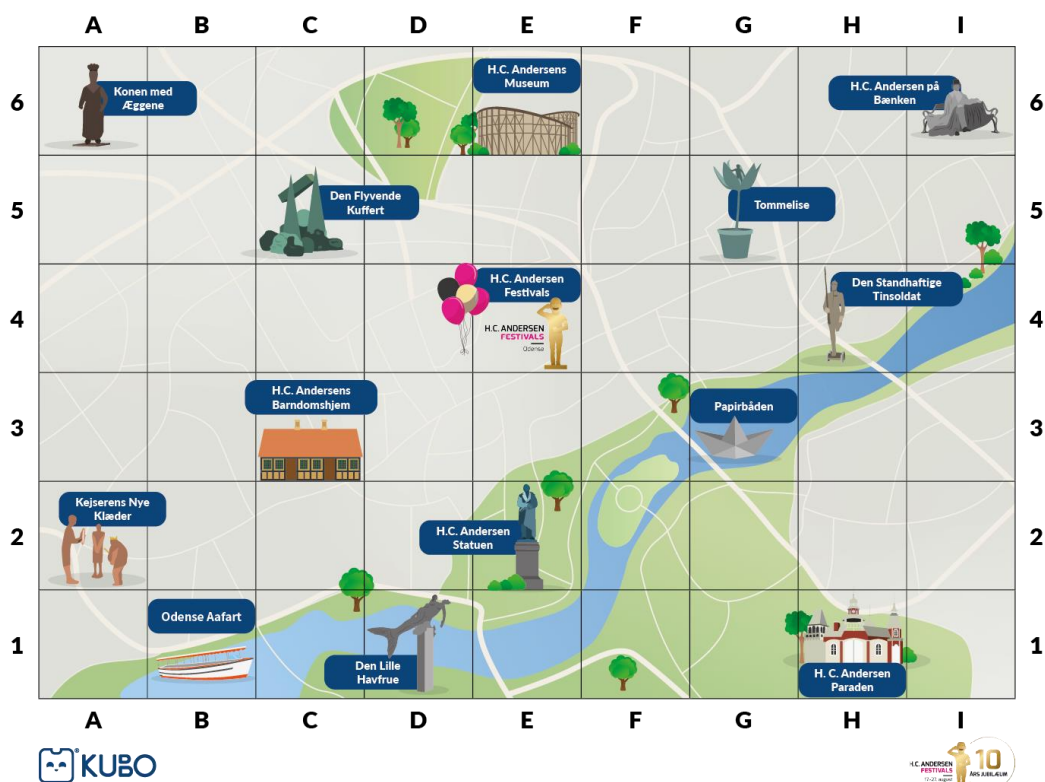 A B C D E F G H I
6 6
Konen med
Æggene
H.C. Andersens
Museum
H.C. Andersen på
Bænken
5 5
Den Flyvende
Kuffert
Tommelise
4 4
H.C. Andersen
Festivals
H.C. ANDERSEN
FESTIVALS
Odense
Den Standhaftige
Tinsoldat
3 3
H.C. Andersens
Barndomshjem
Papirbåden
2 2
Kejserens Nye
Klæder
H.C. Andersen
Statuen
1 1
Odense Aafart
Den Lille
Havfrue
H. C. Andersen
Paraden
A B C D E F G H I
KUBO
H.C. ANDERSEN
FESTIVALS
10
ÅRS JUBILÆUM